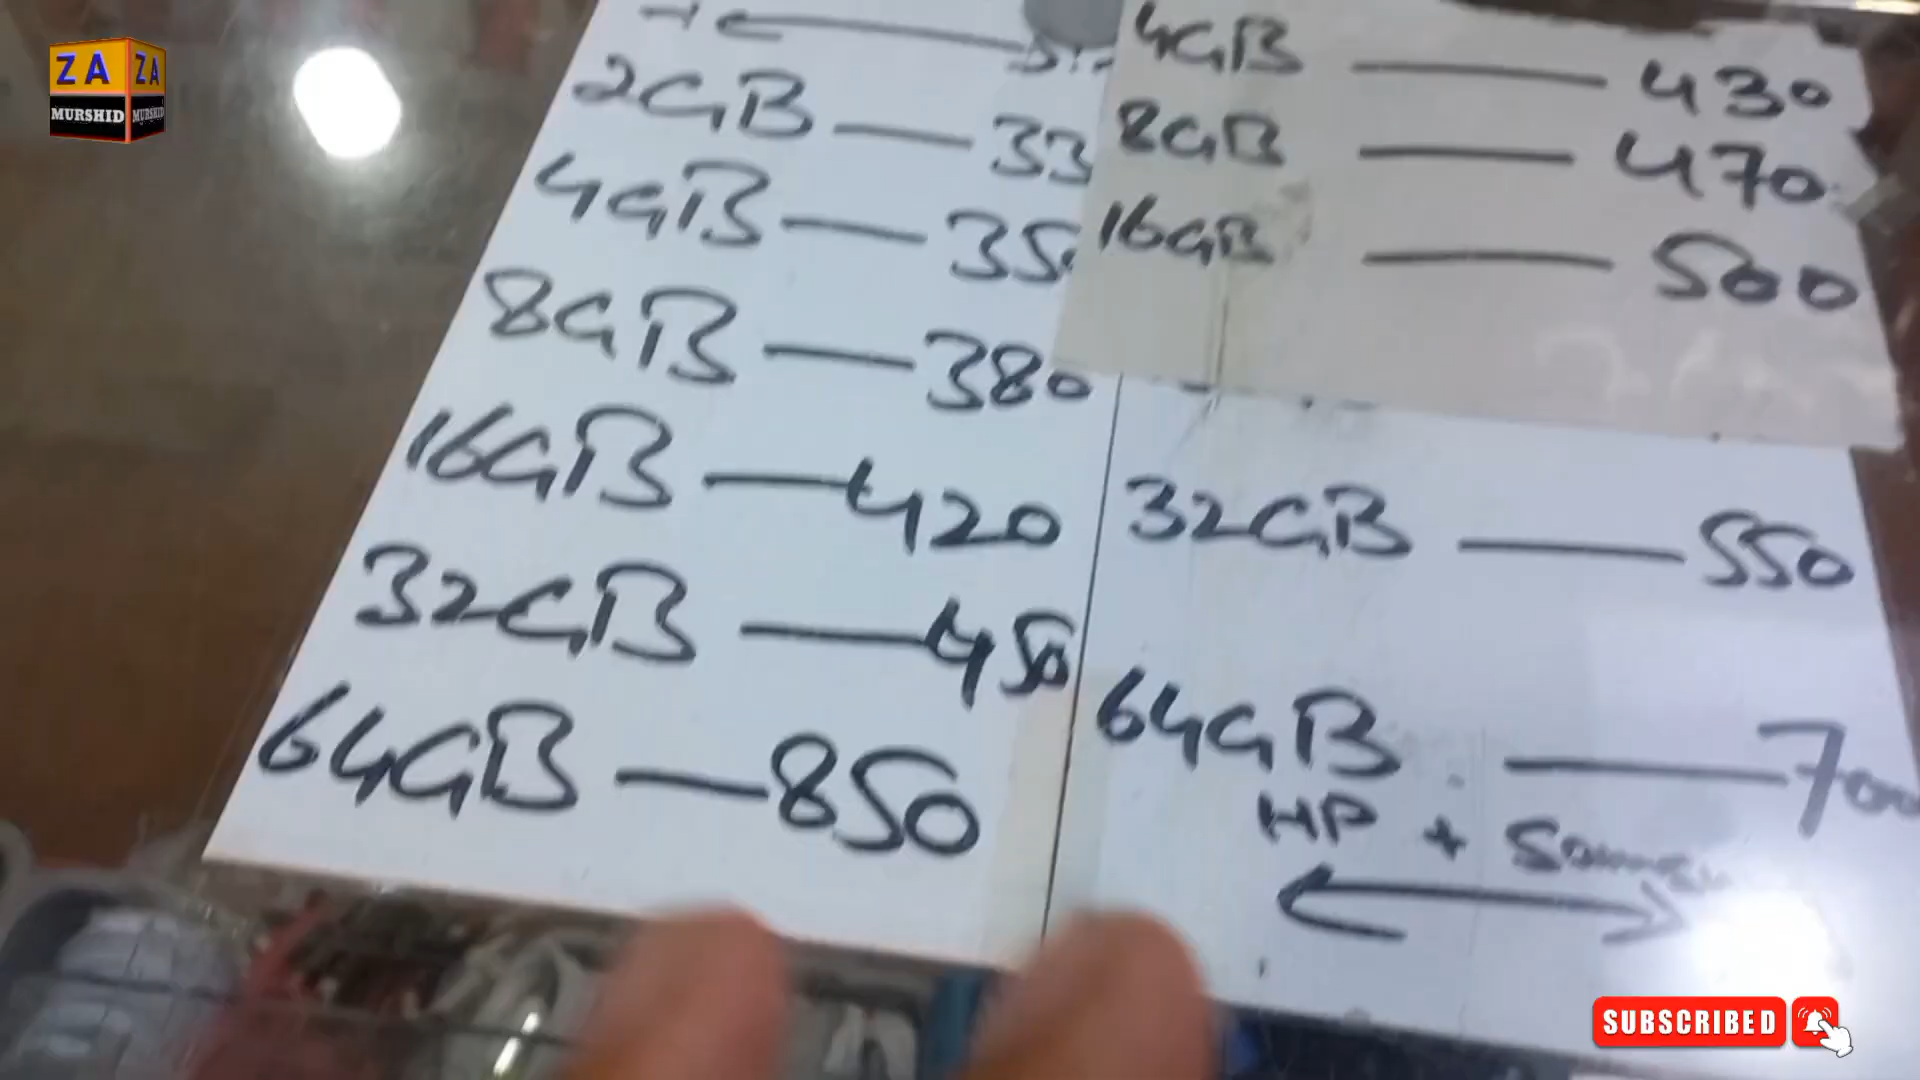 2GB — 33
4GB — 350
8GB — 380
16GB — 420
32GB — 450
64GB — 850
4GB — 430
8GB — 470
16GB — 500
32GB — 550
64GB — 700
HP +
ZA ZA
MURSHID MURSHID
SUBSCRIBED